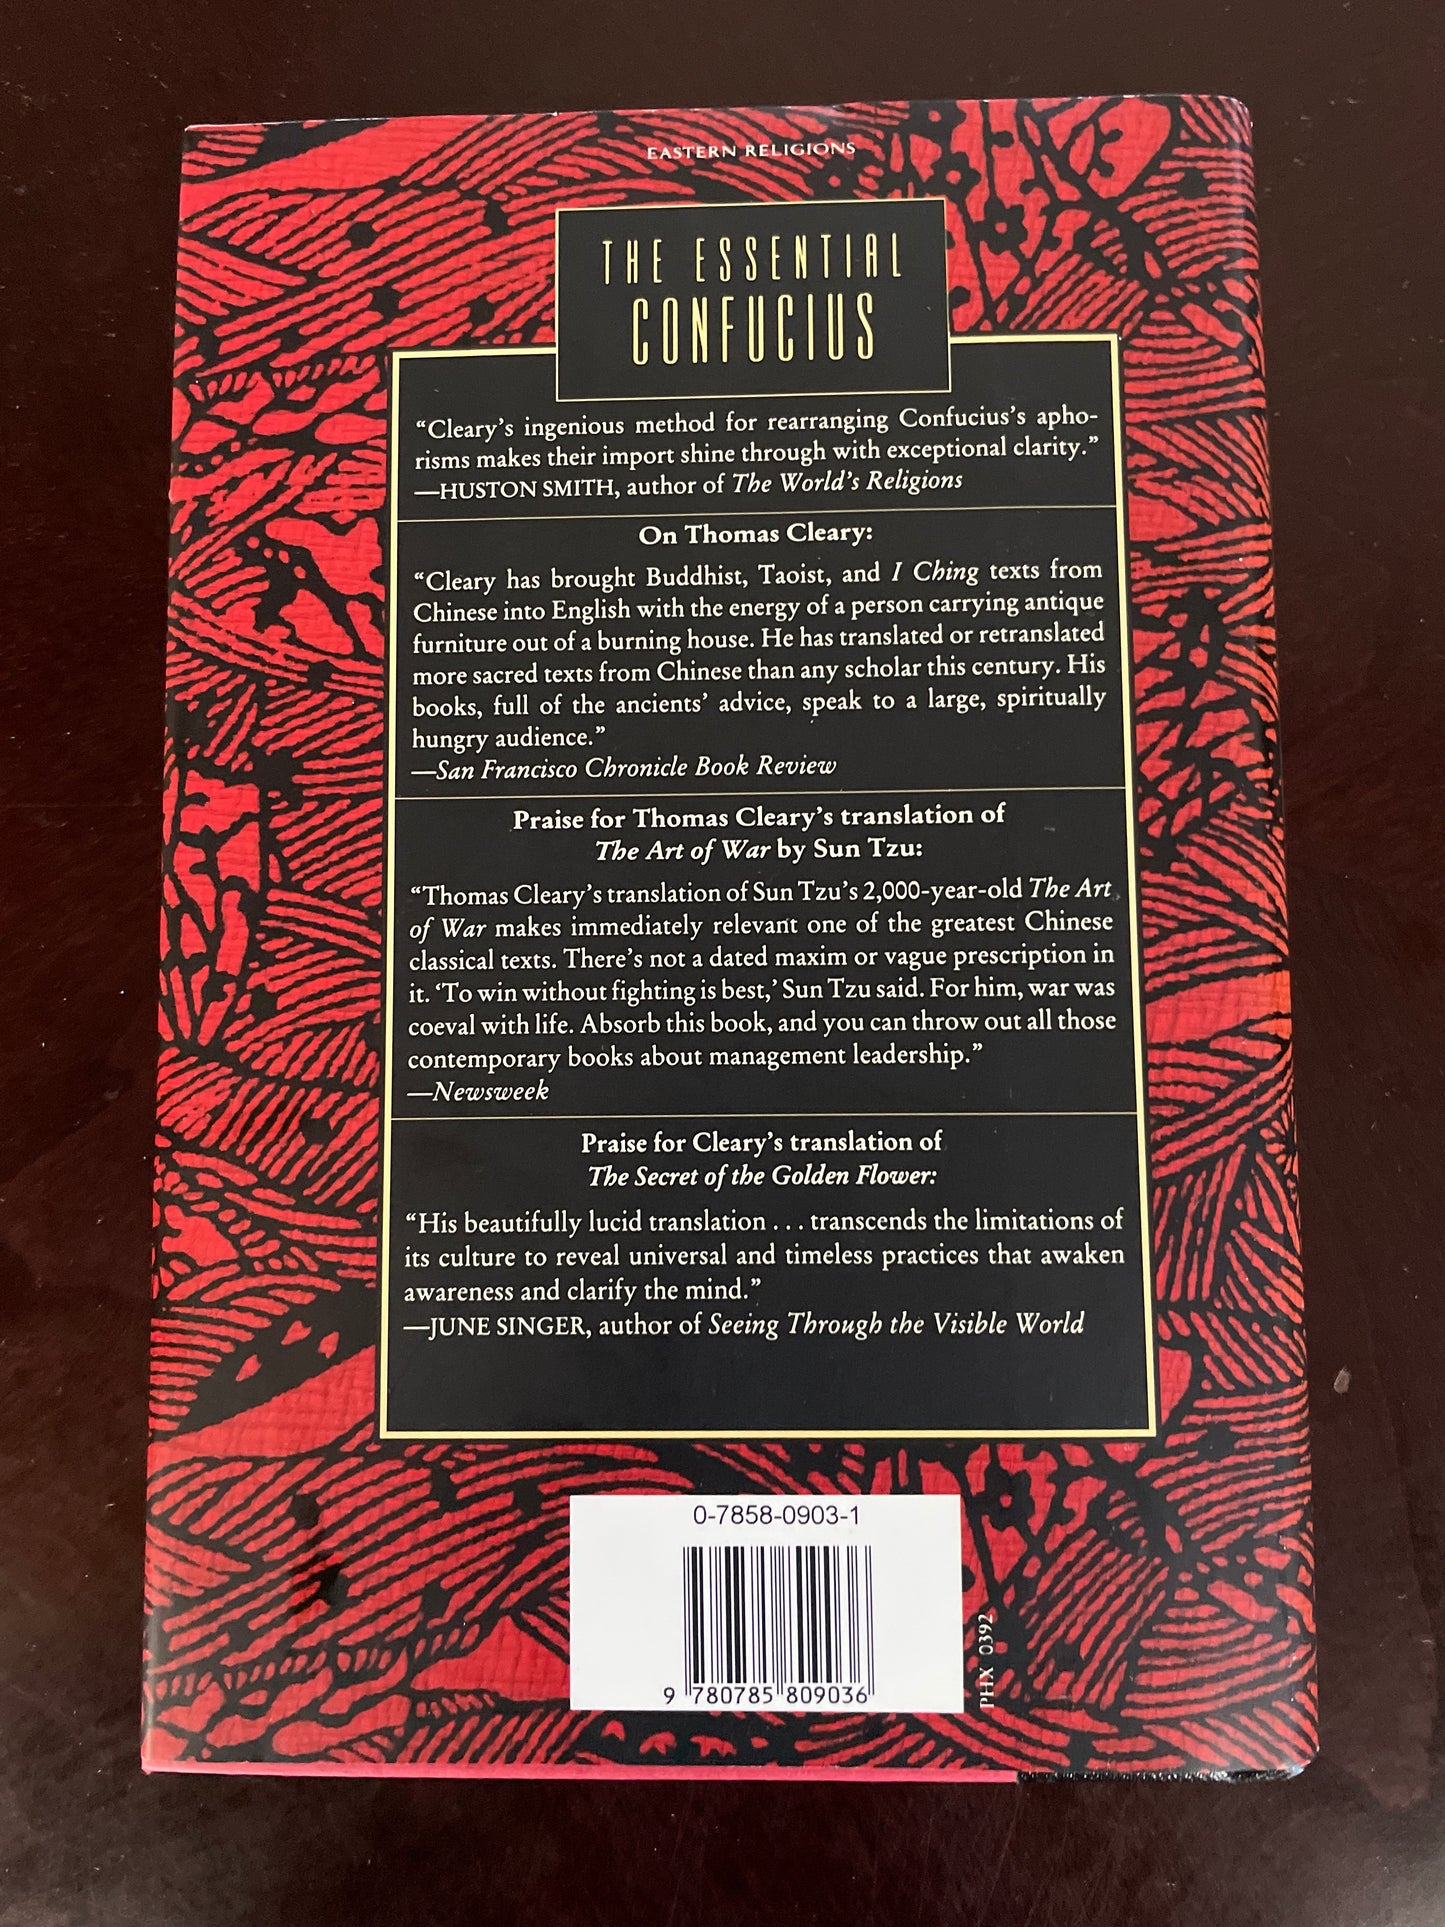 EASTERN RELIGIONS
THE ESSENTIAL
CONFUCIUS
“Cleary’s ingenious method for rearranging Confucius’s apho-
risms makes their import shine through with exceptional clarity.”
—HUSTON SMITH, author of The World’s Religions
On Thomas Cleary:
“Cleary has brought Buddhist, Taoist, and I Ching texts from
Chinese into English with the energy of a person carrying antique
furniture out of a burning house. He has translated or retranslated
more sacred texts from Chinese than any scholar this century. His
books, full of the ancients’ advice, speak to a large, spiritually
hungry audience.”
—San Francisco Chronicle Book Review
Praise for Thomas Cleary’s translation of
The Art of War by Sun Tzu:
“Thomas Cleary’s translation of Sun Tzu’s 2,000-year-old The Art
of War makes immediately relevant one of the greatest Chinese
classical texts. There’s not a dated maxim or vague prescription in
it. ‘To win without fighting is best,’ Sun Tzu said. For him, war was
coeval with life. Absorb this book, and you can throw out all those
contemporary books about management leadership.”
—Newsweek
Praise for Cleary’s translation of
The Secret of the Golden Flower:
“His beautifully lucid translation . . . transcends the limitations of
its culture to reveal universal and timeless practices that awaken
awareness and clarify the mind.”
—JUNE SINGER, author of Seeing Through the Visible World
0-7858-0903-1
9 780785 809036
PHX 0392